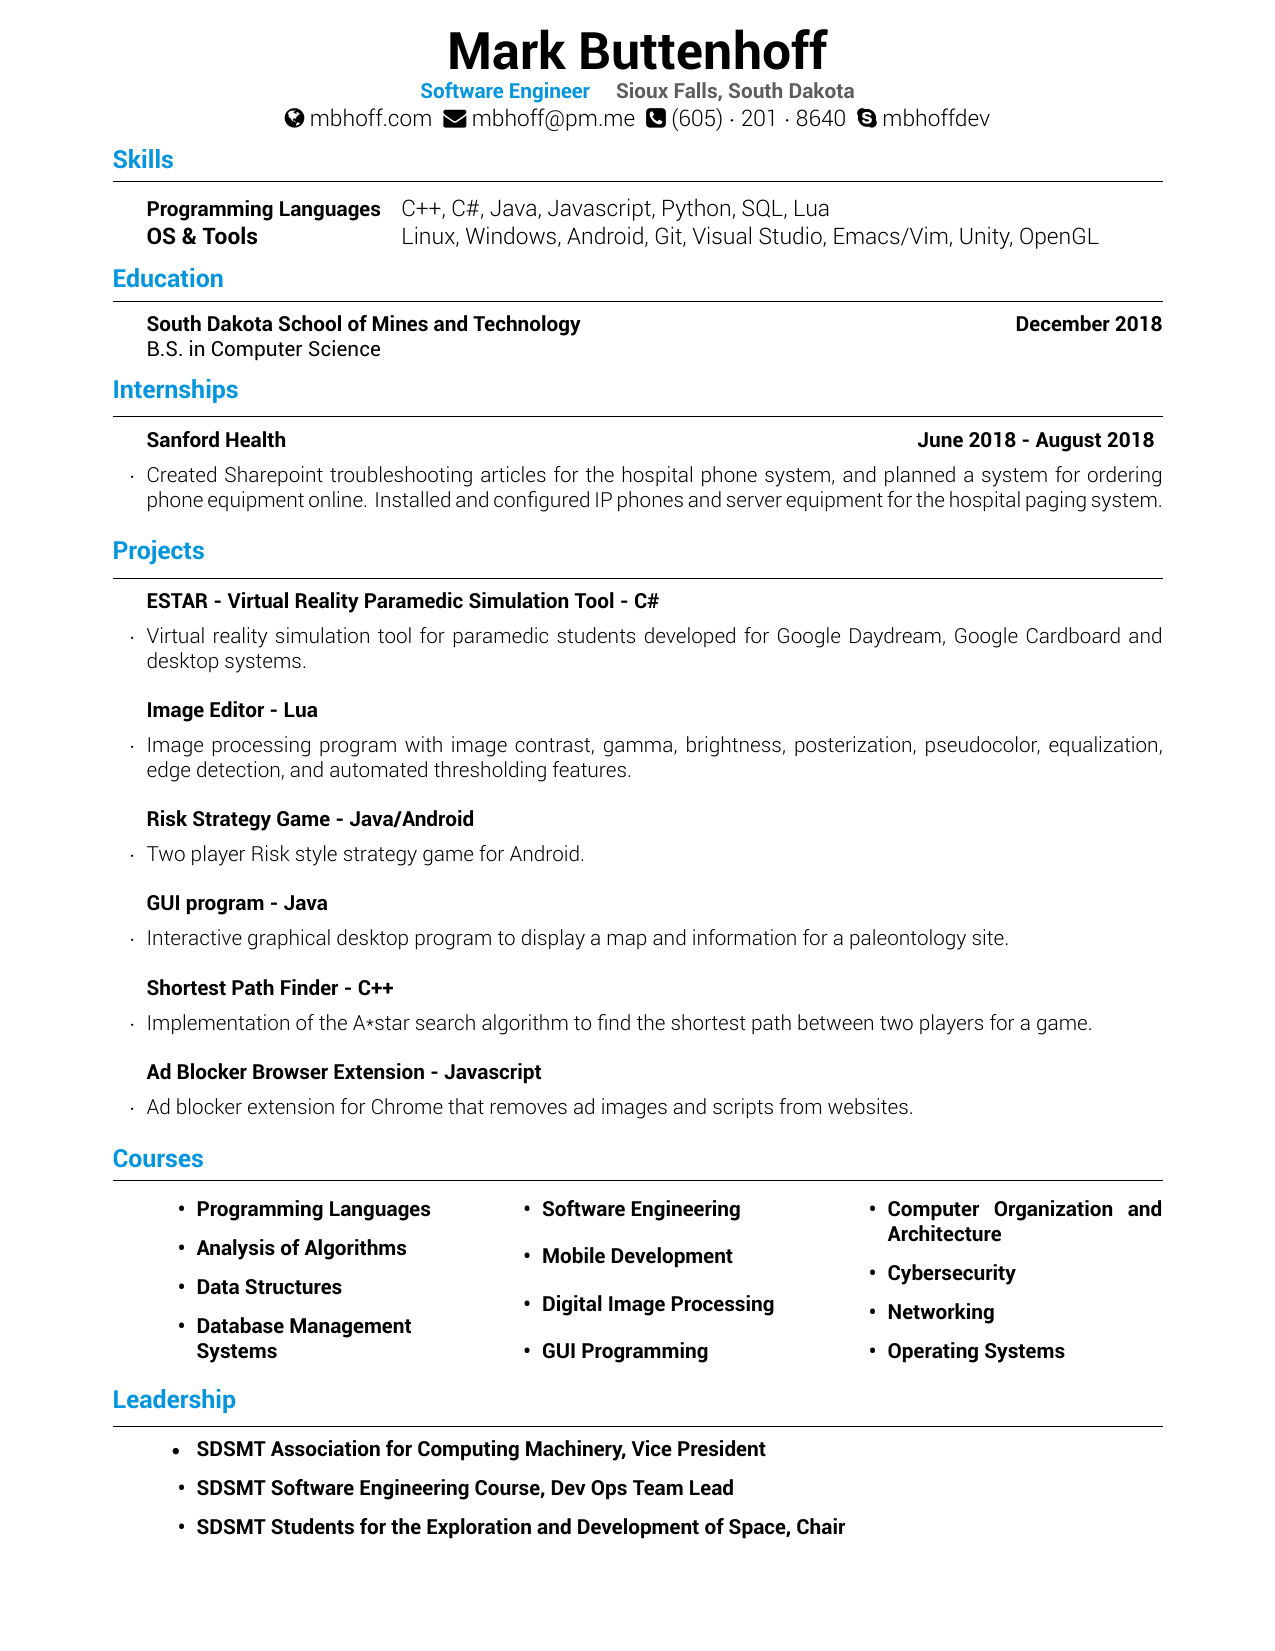 Mark Buttenhoff
Software Engineer Sioux Falls, South Dakota
mbhoff.com mbhoff@pm.me (605) · 201 · 8640 mbhoffdev
Skills
Programming Languages C++, C#, Java, Javascript, Python, SQL, Lua
OS & Tools Linux, Windows, Android, Git, Visual Studio, Emacs/Vim, Unity, OpenGL
Education
South Dakota School of Mines and Technology December 2018
B.S. in Computer Science
Internships
Sanford Health June 2018 - August 2018
· Created Sharepoint troubleshooting articles for the hospital phone system, and planned a system for ordering
phone equipment online. Installed and configured IP phones and server equipment for the hospital paging system.
Projects
ESTAR - Virtual Reality Paramedic Simulation Tool - C#
· Virtual reality simulation tool for paramedic students developed for Google Daydream, Google Cardboard and
desktop systems.
Image Editor - Lua
· Image processing program with image contrast, gamma, brightness, posterization, pseudocolor, equalization,
edge detection, and automated thresholding features.
Risk Strategy Game - Java/Android
· Two player Risk style strategy game for Android.
GUI program - Java
· Interactive graphical desktop program to display a map and information for a paleontology site.
Shortest Path Finder - C++
· Implementation of the A*star search algorithm to find the shortest path between two players for a game.
Ad Blocker Browser Extension - Javascript
· Ad blocker extension for Chrome that removes ad images and scripts from websites.
Courses
• Programming Languages
• Analysis of Algorithms
• Data Structures
• Database Management
Systems
• Software Engineering
• Mobile Development
• Digital Image Processing
• GUI Programming
• Computer Organization and
Architecture
• Cybersecurity
• Networking
• Operating Systems
Leadership
• SDSMT Association for Computing Machinery, Vice President
• SDSMT Software Engineering Course, Dev Ops Team Lead
• SDSMT Students for the Exploration and Development of Space, Chair